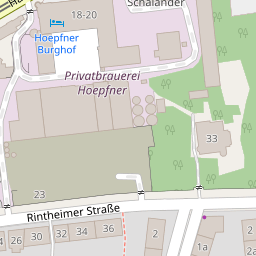 Schalander
18-20
Hoepfner
Burghof
Privatbrauerei
Hoepfner
33
23
Rintheimer Straße
26
30
32
34
36
2
2
1a